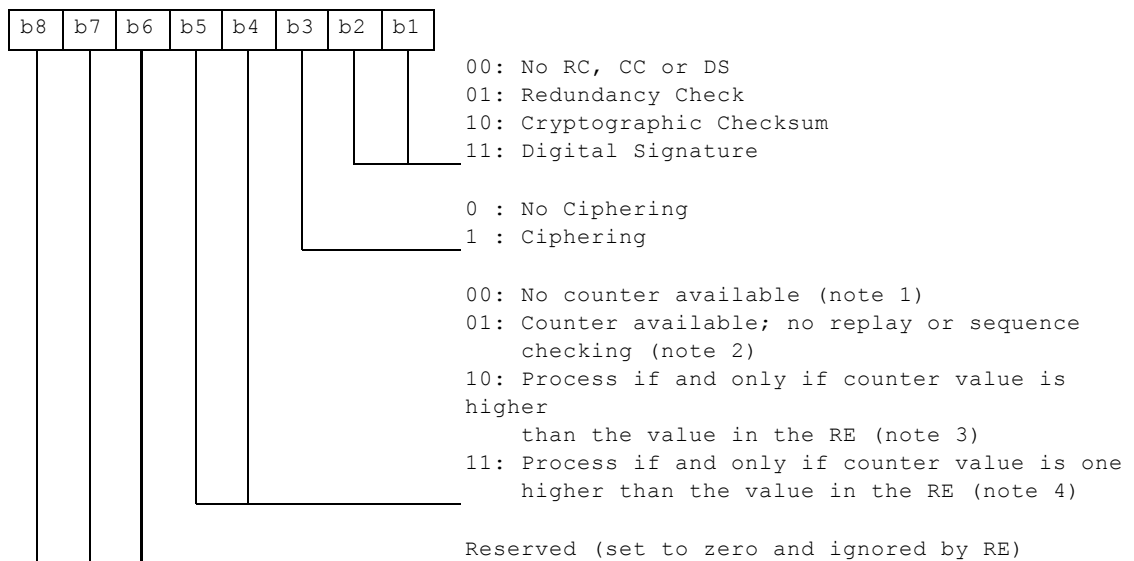 b8 b7 b6 b5 b4 b3 b2 b1
00: No RC, CC or DS
01: Redundancy Check
10: Cryptographic Checksum
11: Digital Signature
0 : No Ciphering
1 : Ciphering
00: No counter available (note 1)
01: Counter available; no replay or sequence
checking (note 2)
10: Process if and only if counter value is
higher
than the value in the RE (note 3)
11: Process if and only if counter value is one
higher than the value in the RE (note 4)
Reserved (set to zero and ignored by RE)